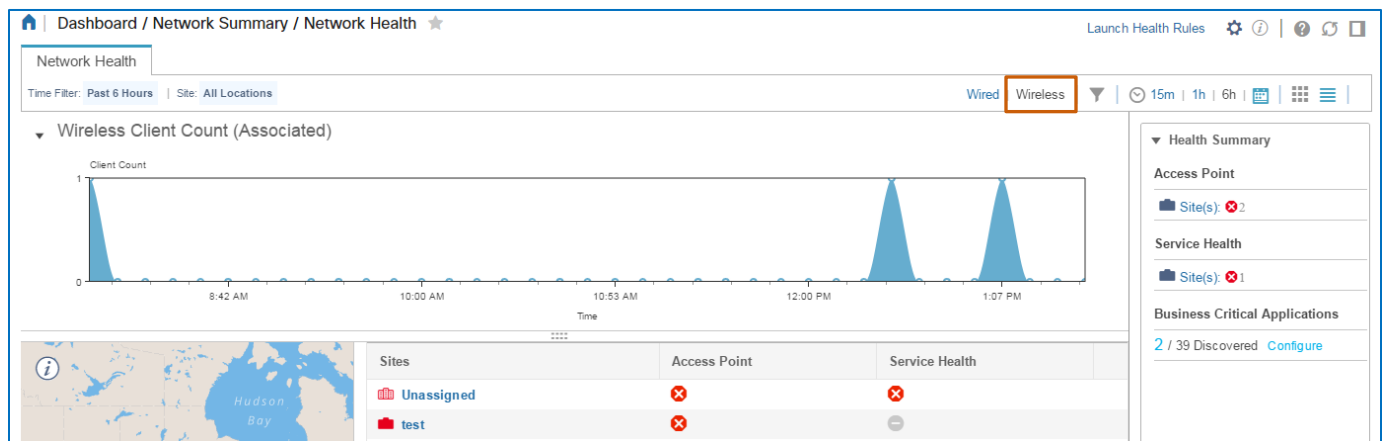 Dashboard / Network Summary / Network Health
Launch Health Rules
Network Health
Time Filter: Past 6 Hours | Site: All Locations
Wired Wireless 15m | 1h | 6h |
Wireless Client Count (Associated)
Client Count
1
0
8:42 AM 10:00 AM 10:53 AM 12:00 PM 1:07 PM
Time
Health Summary
Access Point
Site(s): 2
Service Health
Site(s): 1
Business Critical Applications
2 / 39 Discovered Configure
Hudson
Bay
Sites Access Point Service Health
Unassigned
test